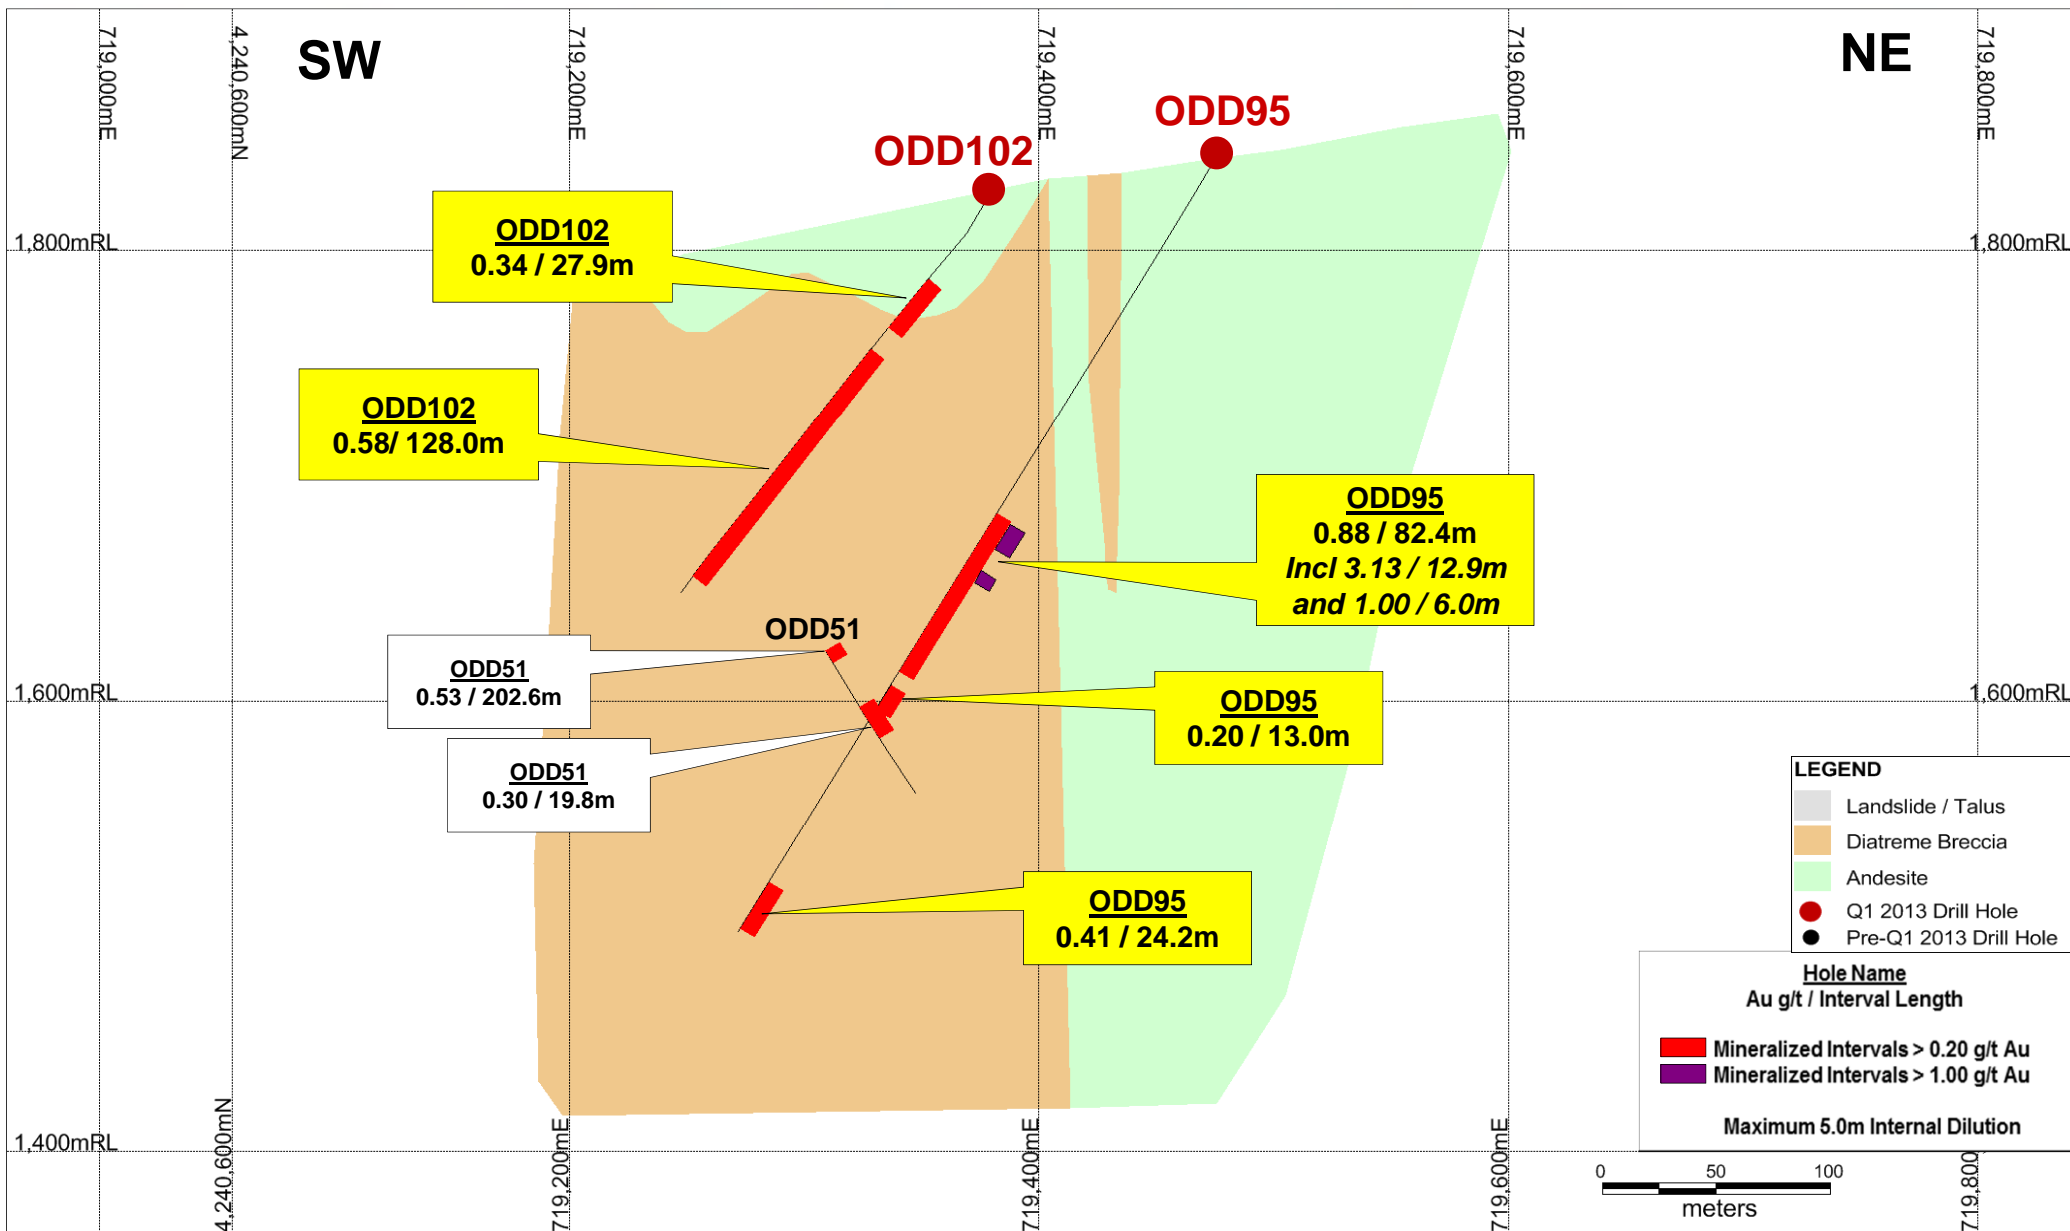 719,000mE
4,240,600mN
SW
719,200mE
719,400mE
719,600mE
NE
719,800mE
ODD95
ODD102
ODD102
0.34 / 27.9m
1,800mRL
1,800mRL
ODD102
0.58/ 128.0m
ODD95
0.88 / 82.4m
Incl 3.13 / 12.9m
and 1.00 / 6.0m
ODD51
ODD51
0.53 / 202.6m
1,600mRL
1,600mRL
ODD95
0.20 / 13.0m
ODD51
0.30 / 19.8m
ODD95
0.41 / 24.2m
LEGEND
Landslide / Talus
Diatreme Breccia
Andesite
Q1 2013 Drill Hole
Pre-Q1 2013 Drill Hole
Hole Name
Au g/t / Interval Length
Mineralized Intervals > 0.20 g/t Au
Mineralized Intervals > 1.00 g/t Au
Maximum 5.0m Internal Dilution
1,400mRL
4,240,600mN
719,200mE
719,400mE
719,600mE
719,800
0 50 100
meters